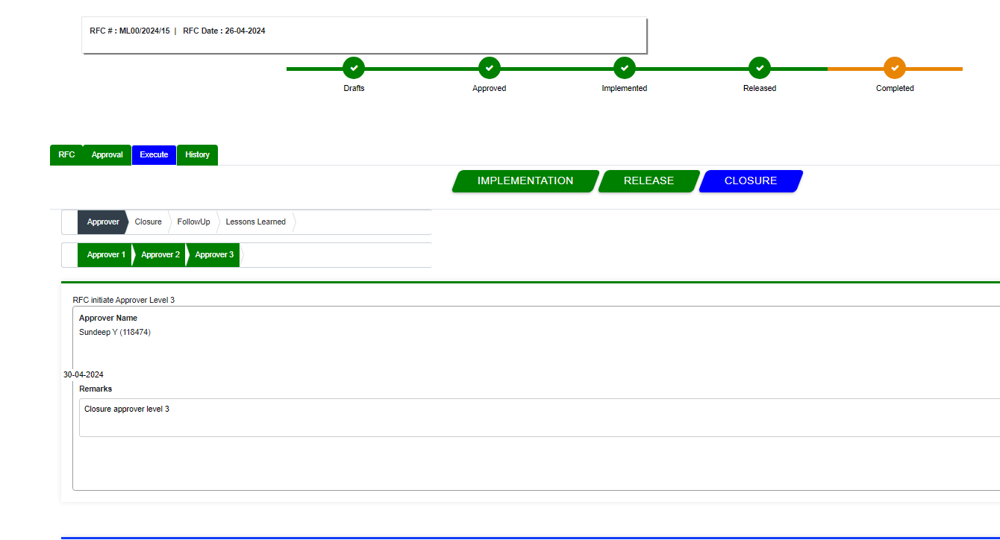 RFC # : ML00/2024/15 | RFC Date : 26-04-2024
Drafts Approved Implemented Released Completed
RFC Approval Execute History
IMPLEMENTATION RELEASE CLOSURE
Approver Closure FollowUp Lessons Learned
Approver 1 Approver 2 Approver 3
RFC initiate Approver Level 3
Approver Name
Sundeep Y (118474)
30-04-2024
Remarks
Closure approver level 3